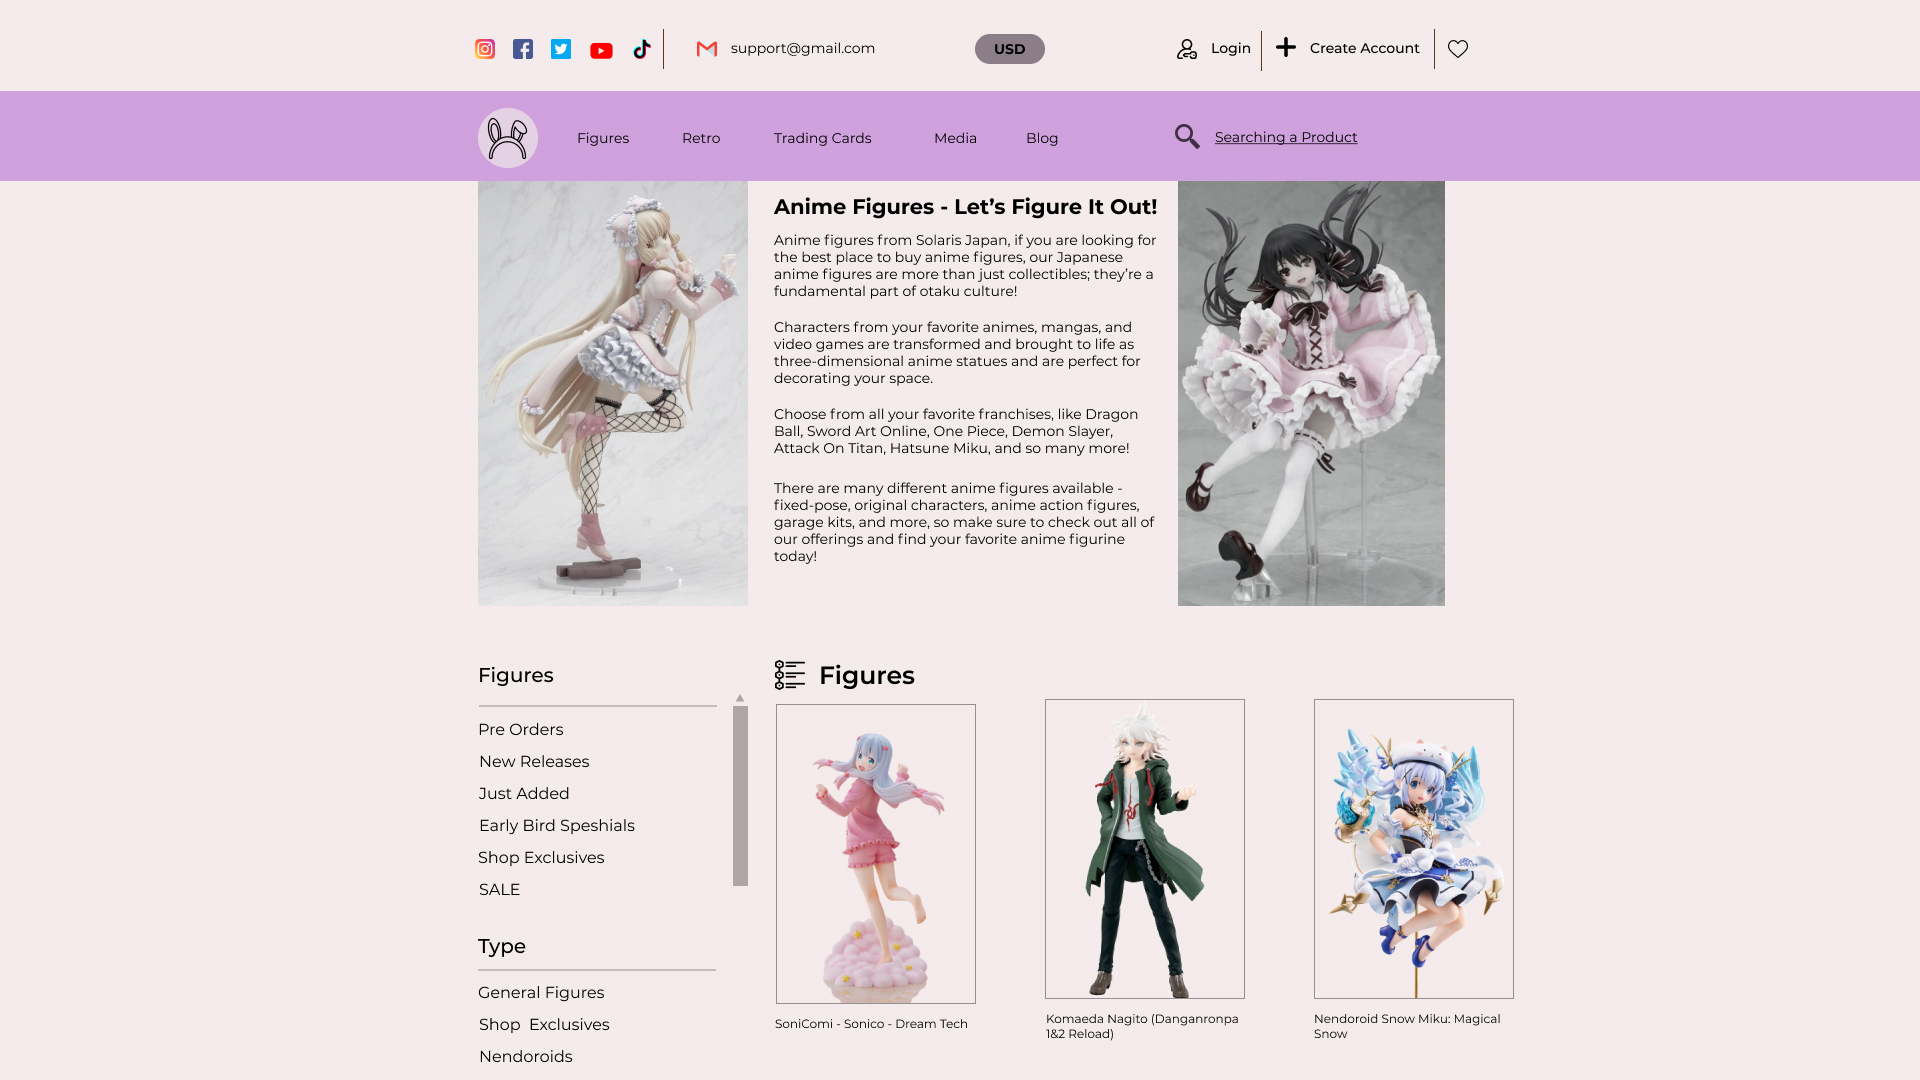 support@gmail.com
USD
Login
Create Account
Figures
Retro
Trading Cards
Media
Blog
Searching a Product
Anime Figures - Let’s Figure It Out!
Anime figures from Solaris Japan, if you are looking for
the best place to buy anime figures, our Japanese
anime figures are more than just collectibles; they’re a
fundamental part of otaku culture!
Characters from your favorite animes, mangas, and
video games are transformed and brought to life as
three-dimensional anime statues and are perfect for
decorating your space.
Choose from all your favorite franchises, like Dragon
Ball, Sword Art Online, One Piece, Demon Slayer,
Attack On Titan, Hatsune Miku, and so many more!
There are many different anime figures available -
fixed-pose, original characters, anime action figures,
garage kits, and more, so make sure to check out all of
our offerings and find your favorite anime figurine
today!
Figures
Pre Orders
New Releases
Just Added
Early Bird Speshials
Shop Exclusives
SALE
Type
General Figures
Shop  Exclusives
Nendoroids
Figures
SoniComi - Sonico - Dream Tech
Komaeda Nagito (Danganronpa
1&2 Reload)
Nendoroid Snow Miku: Magical
Snow